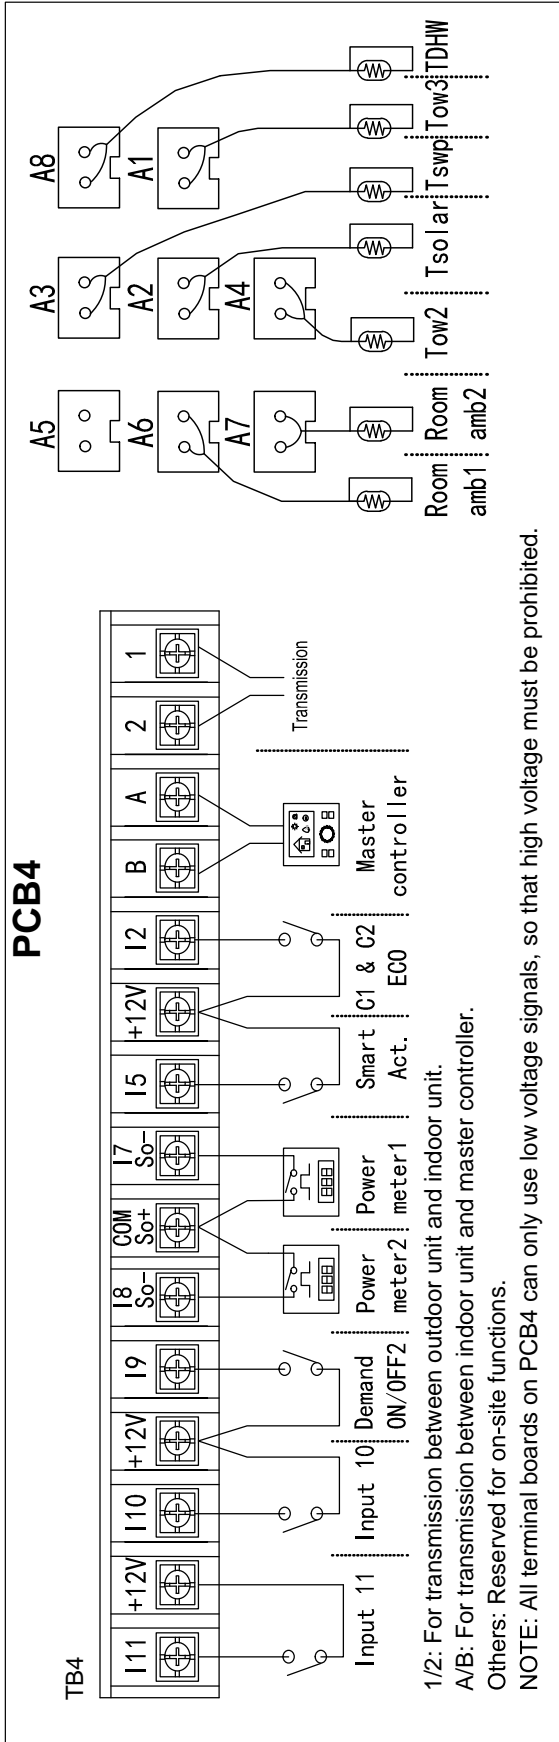 PCB4
TB4
I11 +12V I10 +12V I9 I8 So- COM So+ I7 So- I5 +12V I2 B A 2 1
Input 11
Input 10
Demand
ON/OFF2
Power
meter2
Power
meter1
Smart
Act.
C1 & C2
ECO
Master
controller
Transmission
A5 A3 A8
A6 A2 A1
A7 A4
Room
amb1
Room
amb2
Tow2
Tsolar
Tswp
Tow3
TDHW
1/2: For transmission between outdoor unit and indoor unit.
A/B: For transmission between indoor unit and master controller.
Others: Reserved for on-site functions.
NOTE: All terminal boards on PCB4 can only use low voltage signals, so that high voltage must be prohibited.